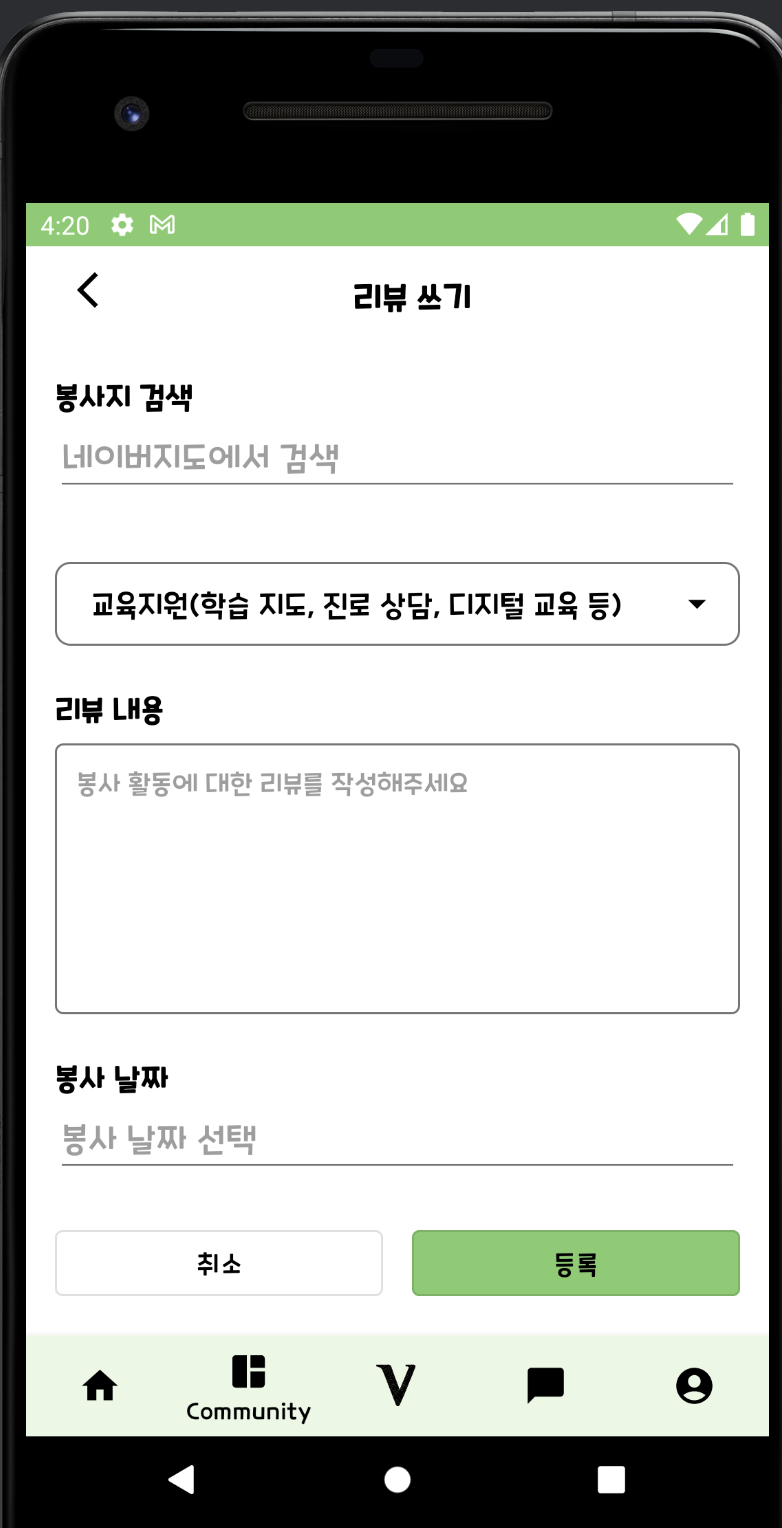 4:20
리뷰 쓰기
봉사지 검색
네이버지도에서 검색
교육지원(학습 지도, 진로 상담, 디지털 교육 등)
리뷰 내용
봉사 활동에 대한 리뷰를 작성해주세요
봉사 날짜
봉사 날짜 선택
취소
등록
Community
V